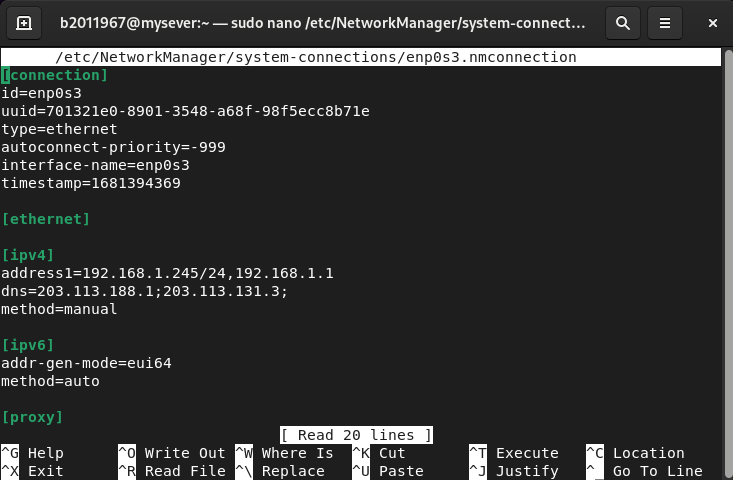 b2011967@mysever:~ — sudo nano /etc/NetworkManager/system-connect...
/etc/NetworkManager/system-connections/enp0s3.nmconnection
[connection]
id=enp0s3
uuid=701321e0-8901-3548-a68f-98f5ecc8b71e
type=ethernet
autoconnect-priority=-999
interface-name=enp0s3
timestamp=1681394369
[ethernet]
[ipv4]
address1=192.168.1.245/24,192.168.1.1
dns=203.113.188.1;203.113.131.3;
method=manual
[ipv6]
addr-gen-mode=eui64
method=auto
[proxy]
[ Read 20 lines ]
^G Help ^O Write Out ^W Where Is ^K Cut ^T Execute ^C Location
^X Exit ^R Read File ^\ Replace ^U Paste ^J Justify ^_ Go To Line